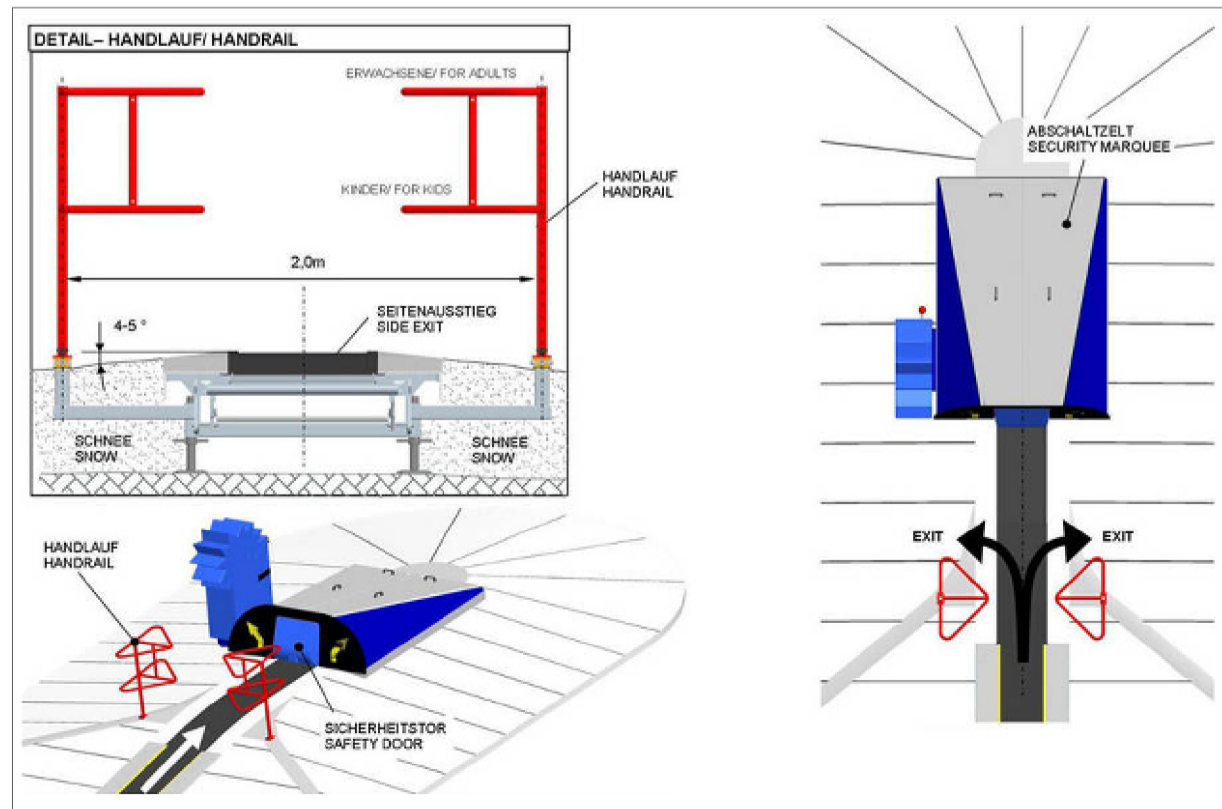 DETAIL– HANDLAUF/ HANDRAIL
ERWACHSENE/ FOR ADULTS
KINDER/ FOR KIDS
HANDLAUF
HANDRAIL
2,0m
SEITENAUSSTIEG
SIDE EXIT
4-5 °
SCHNEE
SNOW
SCHNEE
SNOW
HANDLAUF
HANDRAIL
SICHERHEITSTOR
SAFETY DOOR
ABSCHALTZELT
SECURITY MARQUEE
EXIT
EXIT